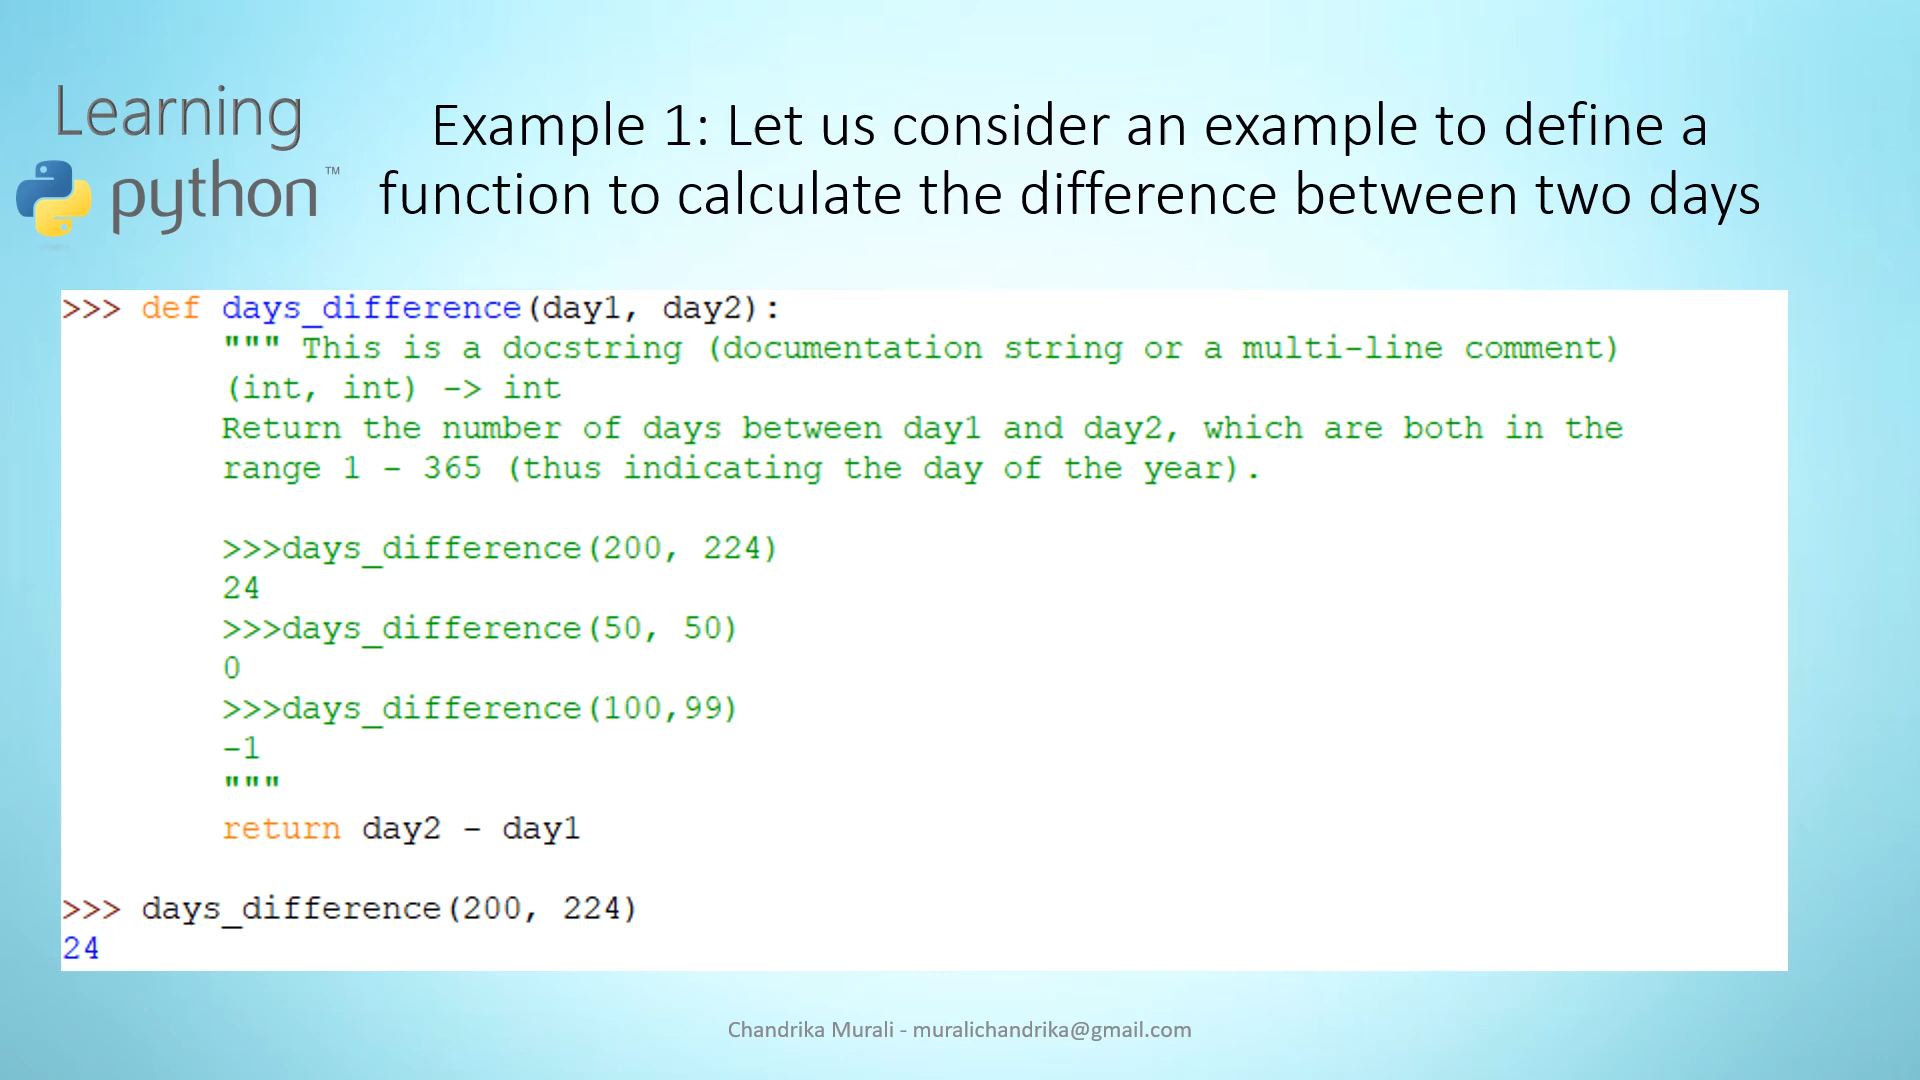 Learning
python™
Example 1: Let us consider an example to define a
function to calculate the difference between two days
>>> def days_difference(day1, day2):
""" This is a docstring (documentation string or a multi-line comment)
(int, int) -> int
Return the number of days between day1 and day2, which are both in the
range 1 - 365 (thus indicating the day of the year).
>>>days_difference(200, 224)
24
>>>days_difference(50, 50)
0
>>>days_difference(100,99)
-1
"""
return day2 - day1
>>> days_difference(200, 224)
24
Chandrika Murali - muralichandrika@gmail.com